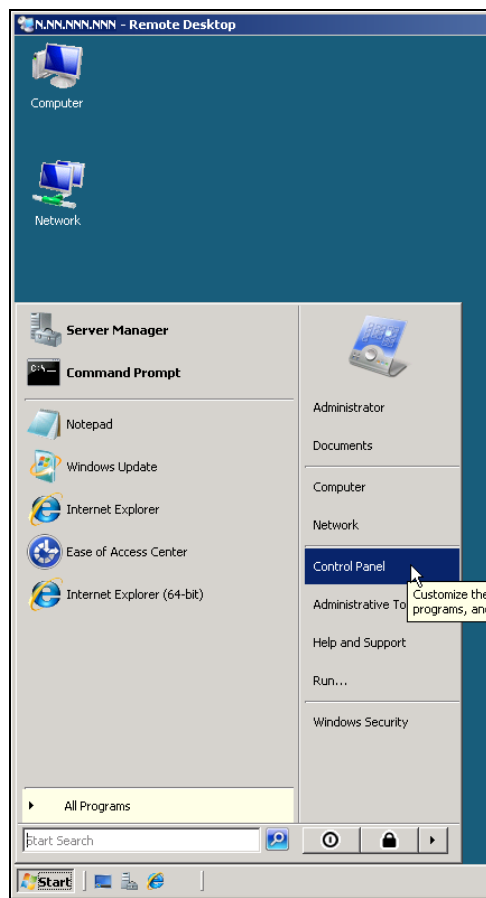 N.NN.NNN.NNN - Remote Desktop
Computer
Network
Server Manager
Command Prompt
Notepad
Windows Update
Internet Explorer
Ease of Access Center
Internet Explorer (64-bit)
All Programs
Start Search
Administrator
Documents
Computer
Network
Control Panel
Customize the
programs, and
Administrative To
Help and Support
Run...
Windows Security
Start